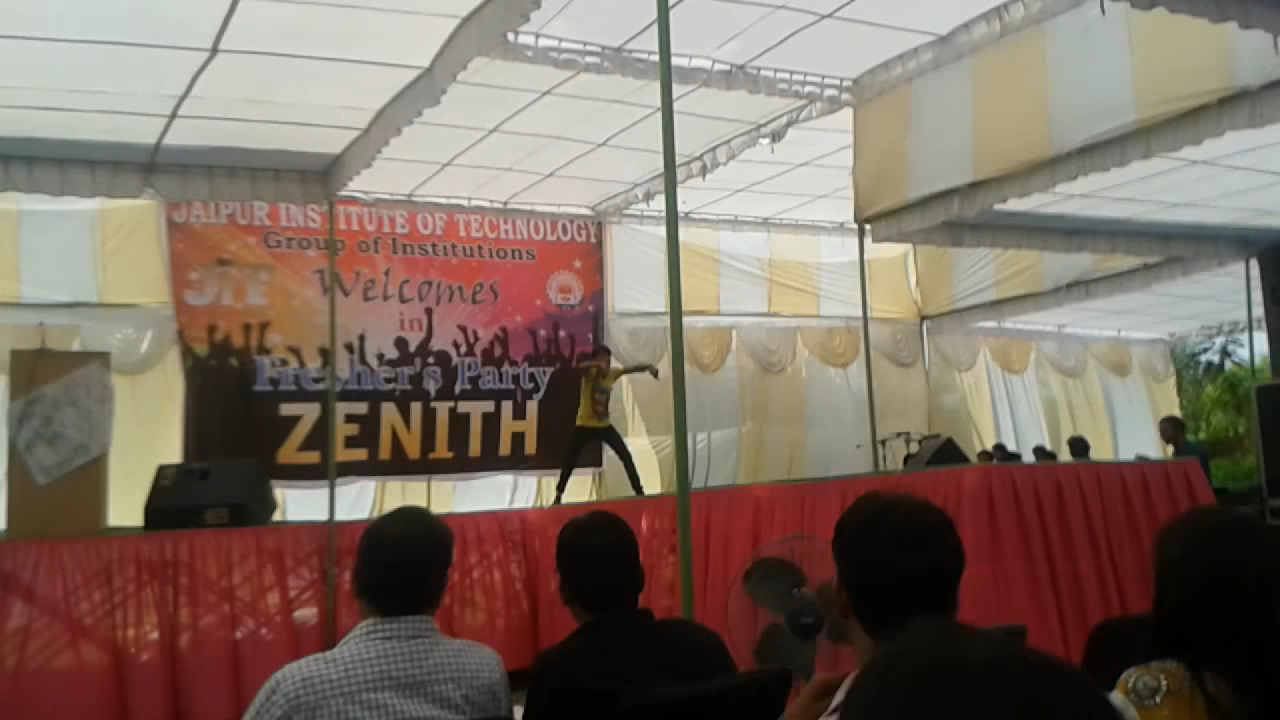 JAIPUR INSTITUTE OF TECHNOLOGY
Group of Institutions
JIT
Welcomes
in
Fresher's Party
ZENITH